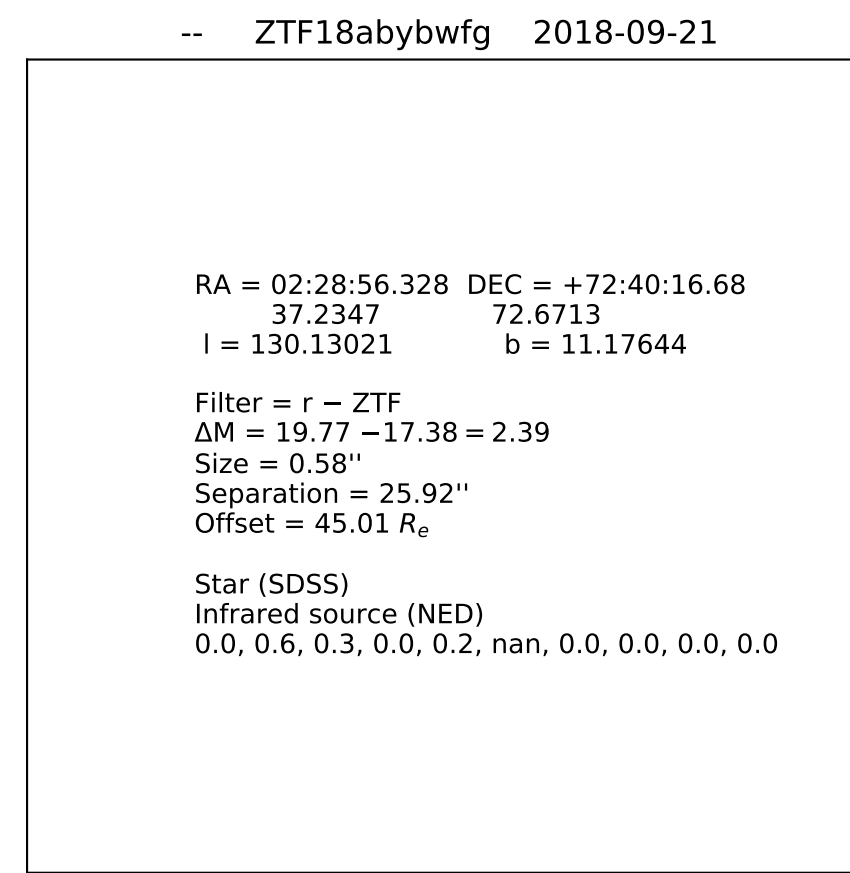 -- ZTF18abybwfg 2018-09-21
RA = 02:28:56.328 DEC = +72:40:16.68
37.2347 72.6713
l = 130.13021 b = 11.17644
Filter = r − ZTF
ΔM = 19.77 −17.38 = 2.39
Size = 0.58''
Separation = 25.92''
Offset = 45.01 Re
Star (SDSS)
Infrared source (NED)
0.0, 0.6, 0.3, 0.0, 0.2, nan, 0.0, 0.0, 0.0, 0.0